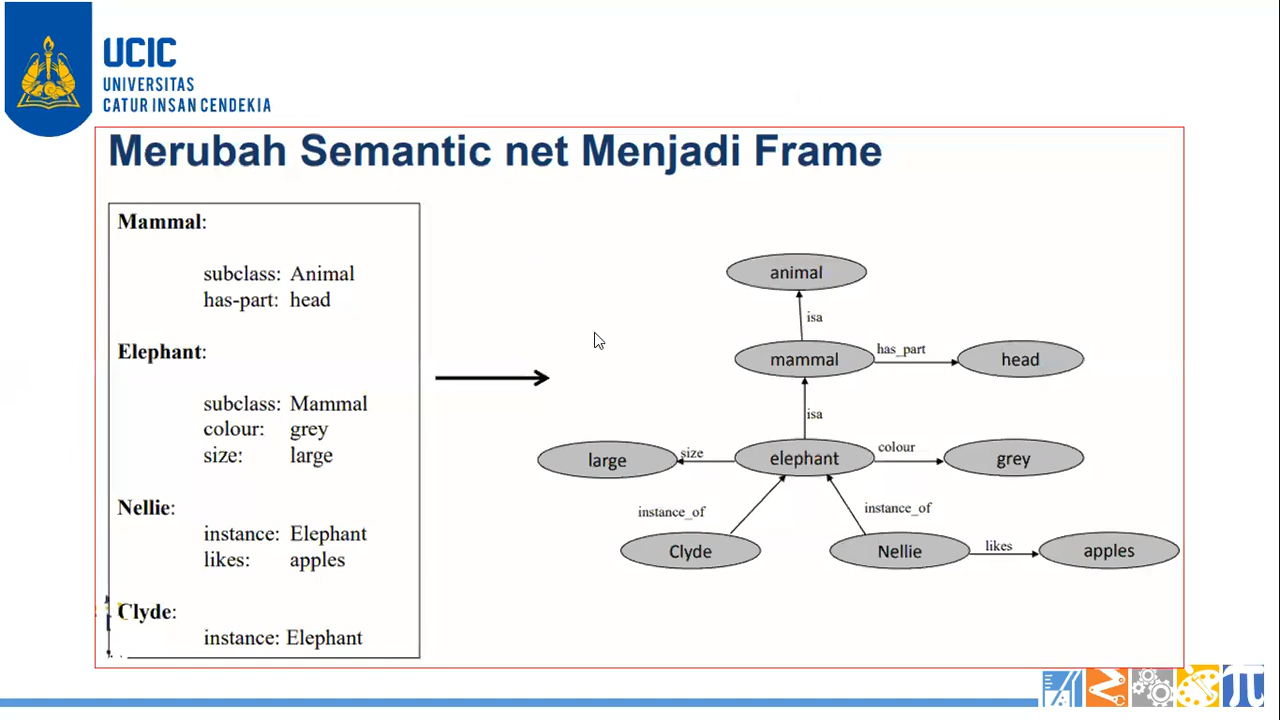 UCIC
UNIVERSITAS
CATUR INSAN CENDEKIA
Merubah Semantic net Menjadi Frame
Mammal:
subclass: Animal
has-part: head
Elephant:
subclass: Mammal
colour: grey
size: large
Nellie:
instance: Elephant
likes: apples
Clyde:
instance: Elephant
animal
isa
mammal has_part head
isa
large size elephant colour grey
instance_of instance_of
Clyde Nellie likes apples
π